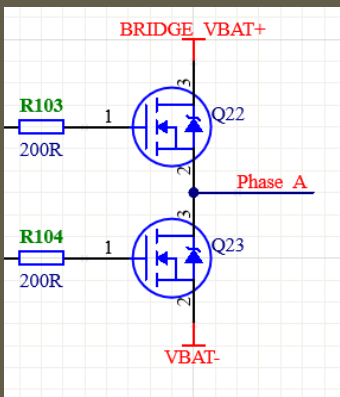 BRIDGE_VBAT+
3
R103
1
Q22
200R
2
Phase_A
3
R104
1
Q23
200R
2
VBAT-